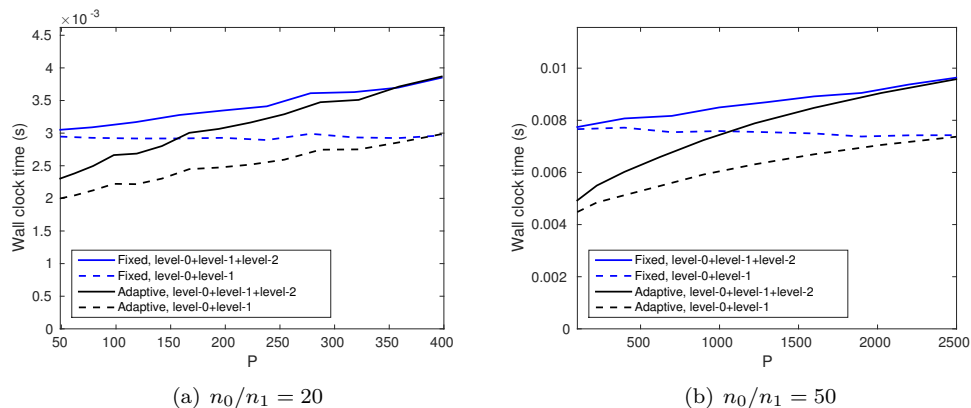 ×10⁻³
4.5
4
3.5
3
2.5
2
1.5
1
0.5
0
Wall clock time (s)
50 100 150 200 250 300 350 400
P
Fixed, level-0+level-1+level-2
Fixed, level-0+level-1
Adaptive, level-0+level-1+level-2
Adaptive, level-0+level-1
(a) n₀/n₁ = 20
0.01
0.008
0.006
0.004
0.002
0
Wall clock time (s)
500 1000 1500 2000 2500
P
Fixed, level-0+level-1+level-2
Fixed, level-0+level-1
Adaptive, level-0+level-1+level-2
Adaptive, level-0+level-1
(b) n₀/n₁ = 50